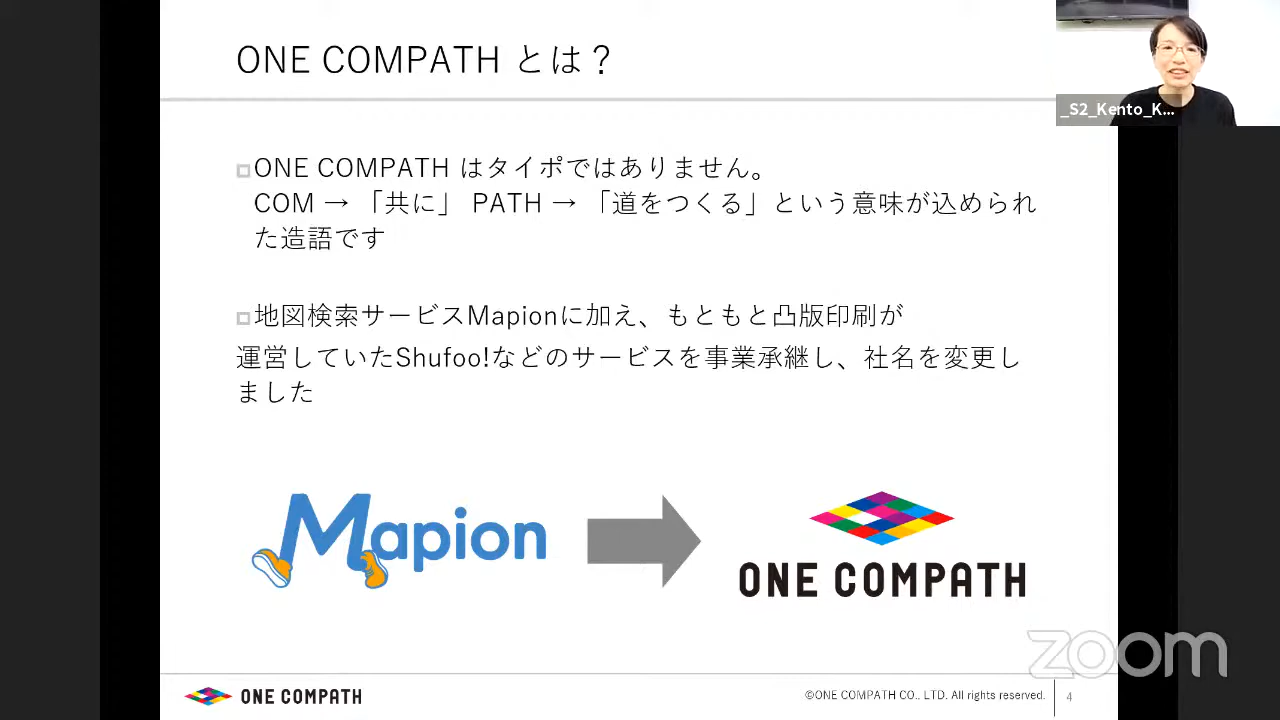 ONE COMPATH とは？
_S2_Kento_K...
ONE COMPATH はタイポではありません。
COM → 「共に」 PATH → 「道をつくる」という意味が込められ
た造語です
地図検索サービスMapionに加え、もともと凸版印刷が
運営していたShufoo!などのサービスを事業承継し、社名を変更し
ました
Mapion
ONE COMPATH
zoom
ONE COMPATH
©ONE COMPATH CO., LTD. All rights reserved.
4